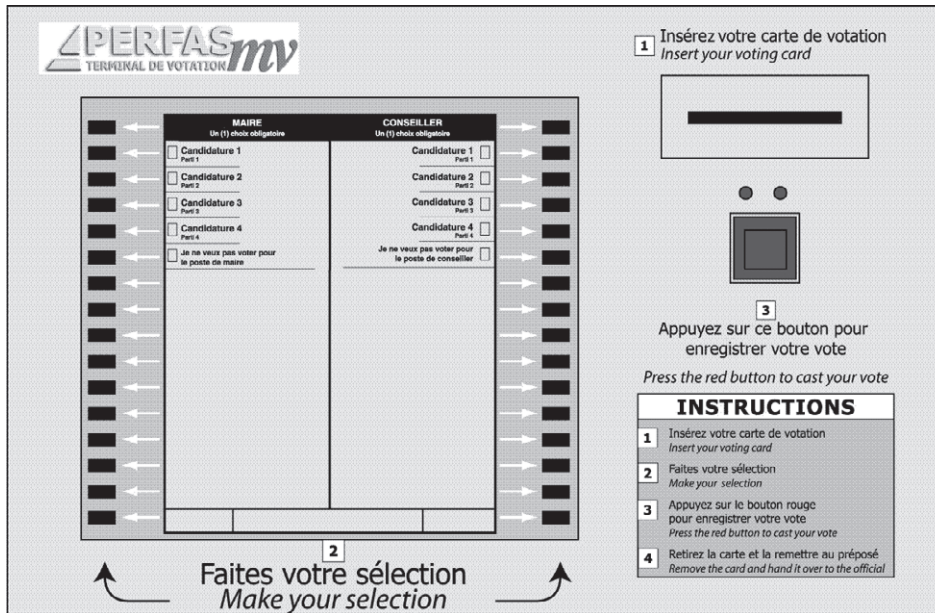 PERFAS mv
TERMINAL DE VOTATION
1 Insérez votre carte de votation
Insert your voting card
MAIRE
Un (1) choix obligatoire
Candidature 1
Parti 1
Candidature 2
Parti 2
Candidature 3
Parti 3
Candidature 4
Parti 4
Je ne veux pas voter pour
le poste de maire
CONSEILLER
Un (1) choix obligatoire
Candidature 1
Parti 1
Candidature 2
Parti 2
Candidature 3
Parti 3
Candidature 4
Parti 4
Je ne veux pas voter pour
le poste de conseiller
3
Appuyez sur ce bouton pour
enregistrer votre vote
Press the red button to cast your vote
INSTRUCTIONS
1 Insérez votre carte de votation
Insert your voting card
2 Faites votre sélection
Make your selection
3 Appuyez sur le bouton rouge
pour enregistrer votre vote
Press the red button to cast your vote
4 Retirez la carte et la remettre au préposé
Remove the card and hand it over to the official
2
Faites votre sélection
Make your selection